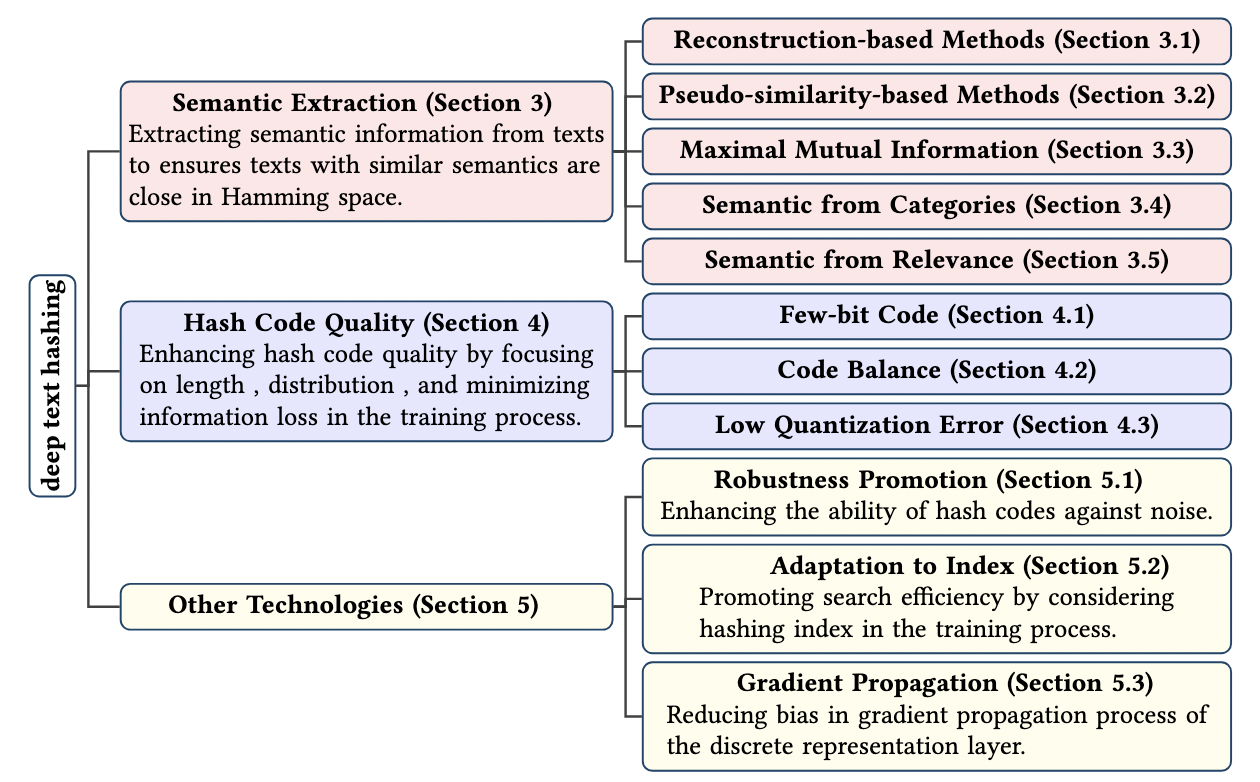 deep text hashing
Semantic Extraction (Section 3)
Extracting semantic information from texts
to ensures texts with similar semantics are
close in Hamming space.
Reconstruction-based Methods (Section 3.1)
Pseudo-similarity-based Methods (Section 3.2)
Maximal Mutual Information (Section 3.3)
Semantic from Categories (Section 3.4)
Semantic from Relevance (Section 3.5)
Hash Code Quality (Section 4)
Enhancing hash code quality by focusing
on length , distribution , and minimizing
information loss in the training process.
Few-bit Code (Section 4.1)
Code Balance (Section 4.2)
Low Quantization Error (Section 4.3)
Other Technologies (Section 5)
Robustness Promotion (Section 5.1)
Enhancing the ability of hash codes against noise.
Adaptation to Index (Section 5.2)
Promoting search efficiency by considering
hashing index in the training process.
Gradient Propagation (Section 5.3)
Reducing bias in gradient propagation process of
the discrete representation layer.